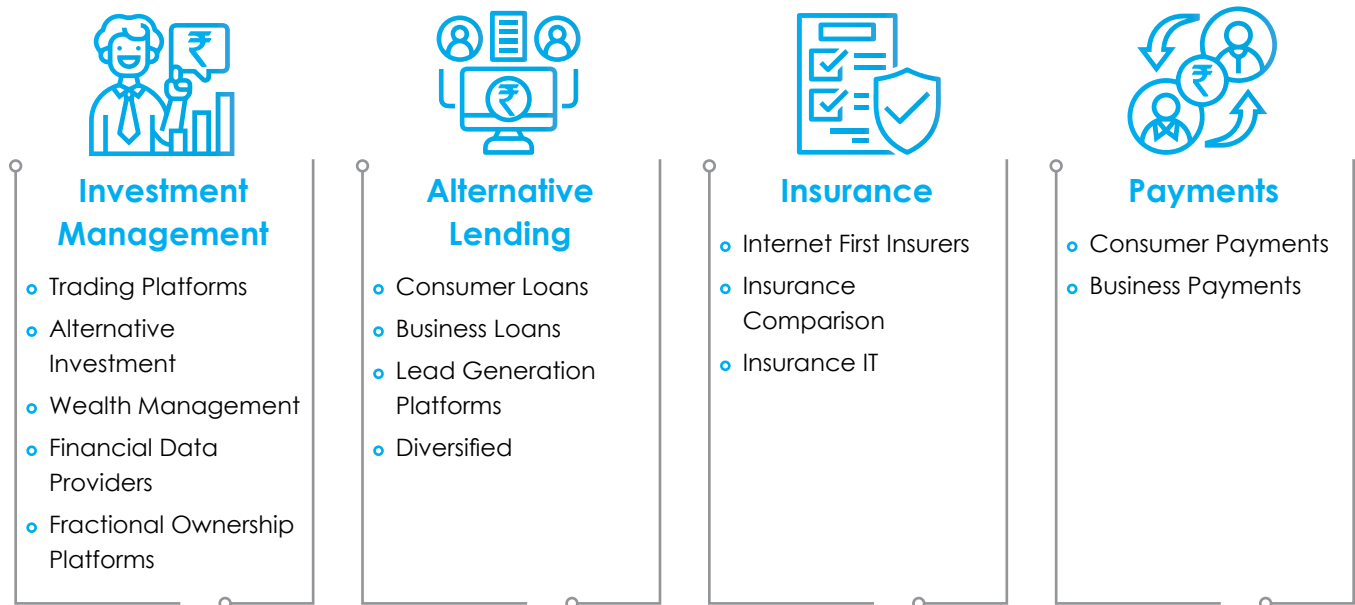 ₹
Investment
Management
Trading Platforms
Alternative
Investment
Wealth Management
Financial Data
Providers
Fractional Ownership
Platforms
₹
Alternative
Lending
Consumer Loans
Business Loans
Lead Generation
Platforms
Diversified
Insurance
Internet First Insurers
Insurance
Comparison
Insurance IT
₹
Payments
Consumer Payments
Business Payments